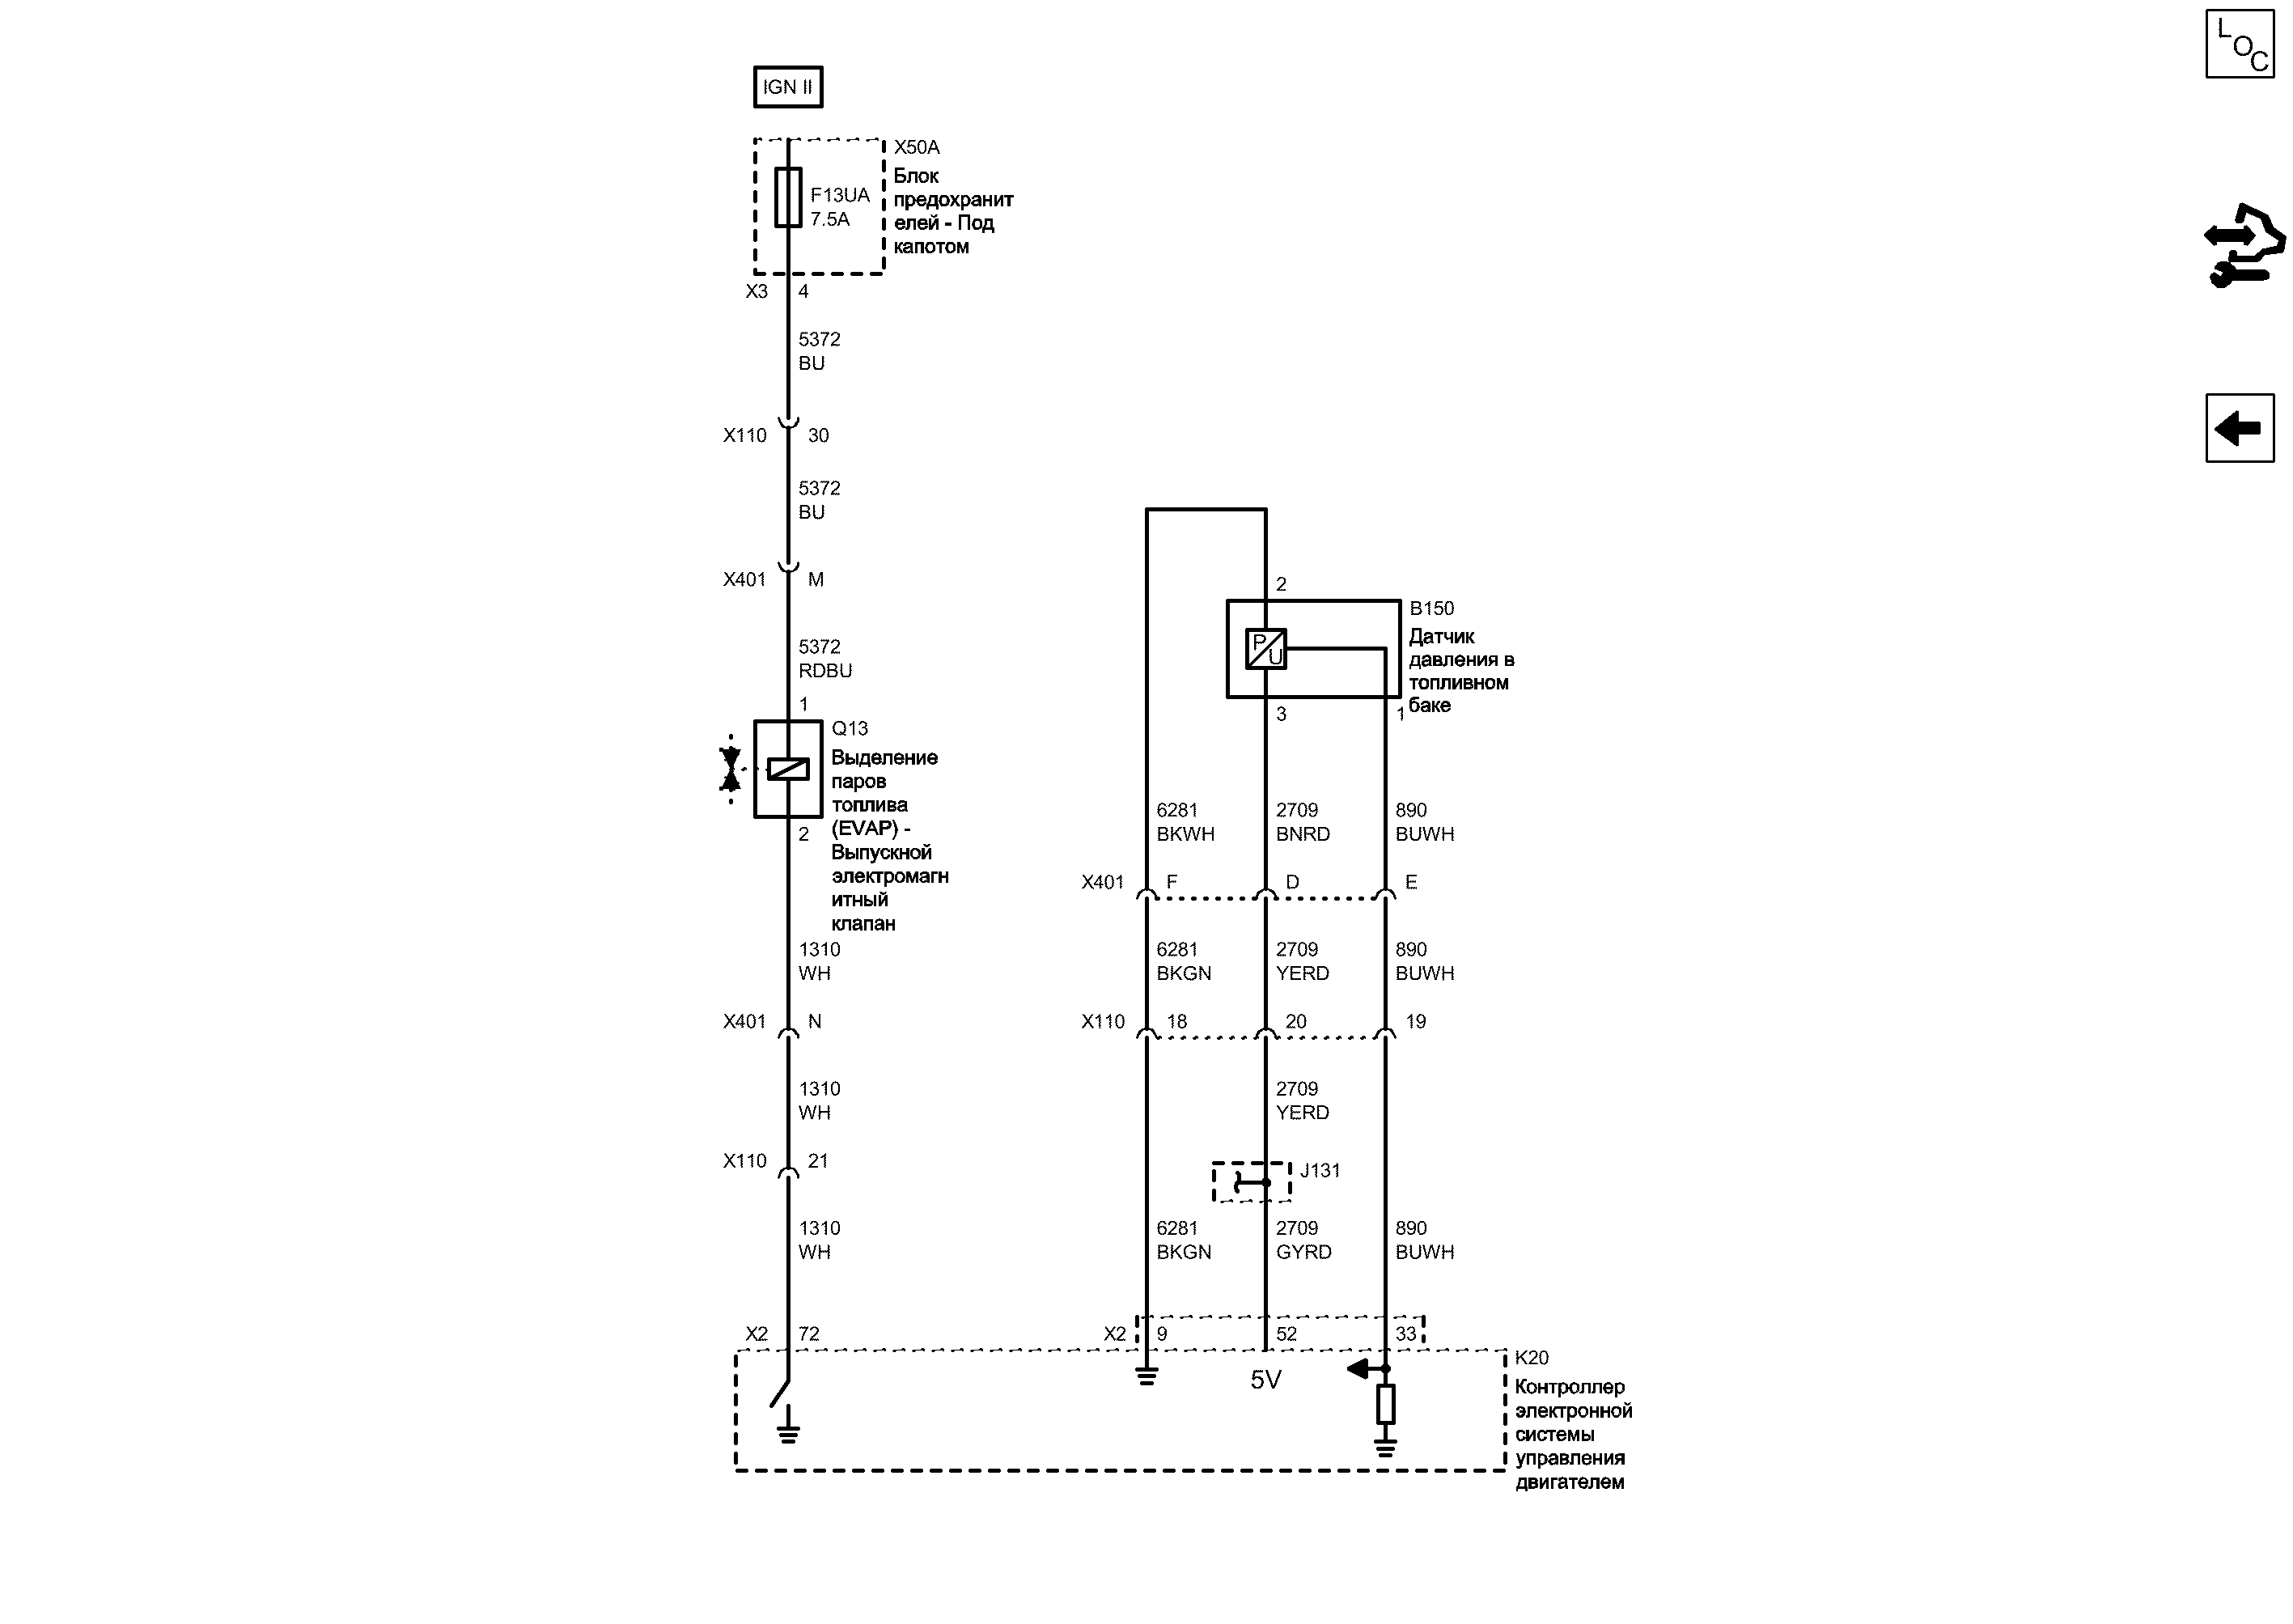 LOC
IGN II
X50A
Блок
предохранит
елей - Под
капотом
F13UA
7.5A
X3 4
5372
BU
X110 30
5372
BU
X401 M
5372
RDBU
1
Q13
Выделение
паров
топлива
(EVAP) -
Выпускной
электромагн
итный
клапан
2
1310
WH
X401 N
1310
WH
X110 21
1310
WH
X2 72
2
B150
Датчик
давления в
топливном
баке
P
U
3 1
6281 2709 890
BKWH BNRD BUWH
X401 F D E
6281 2709 890
BKGN YERD BUWH
X110 18 20 19
2709
YERD
J131
6281 2709 890
BKGN GYRD BUWH
X2 9 52 33
5V
K20
Контроллер
электронной
системы
управления
двигателем